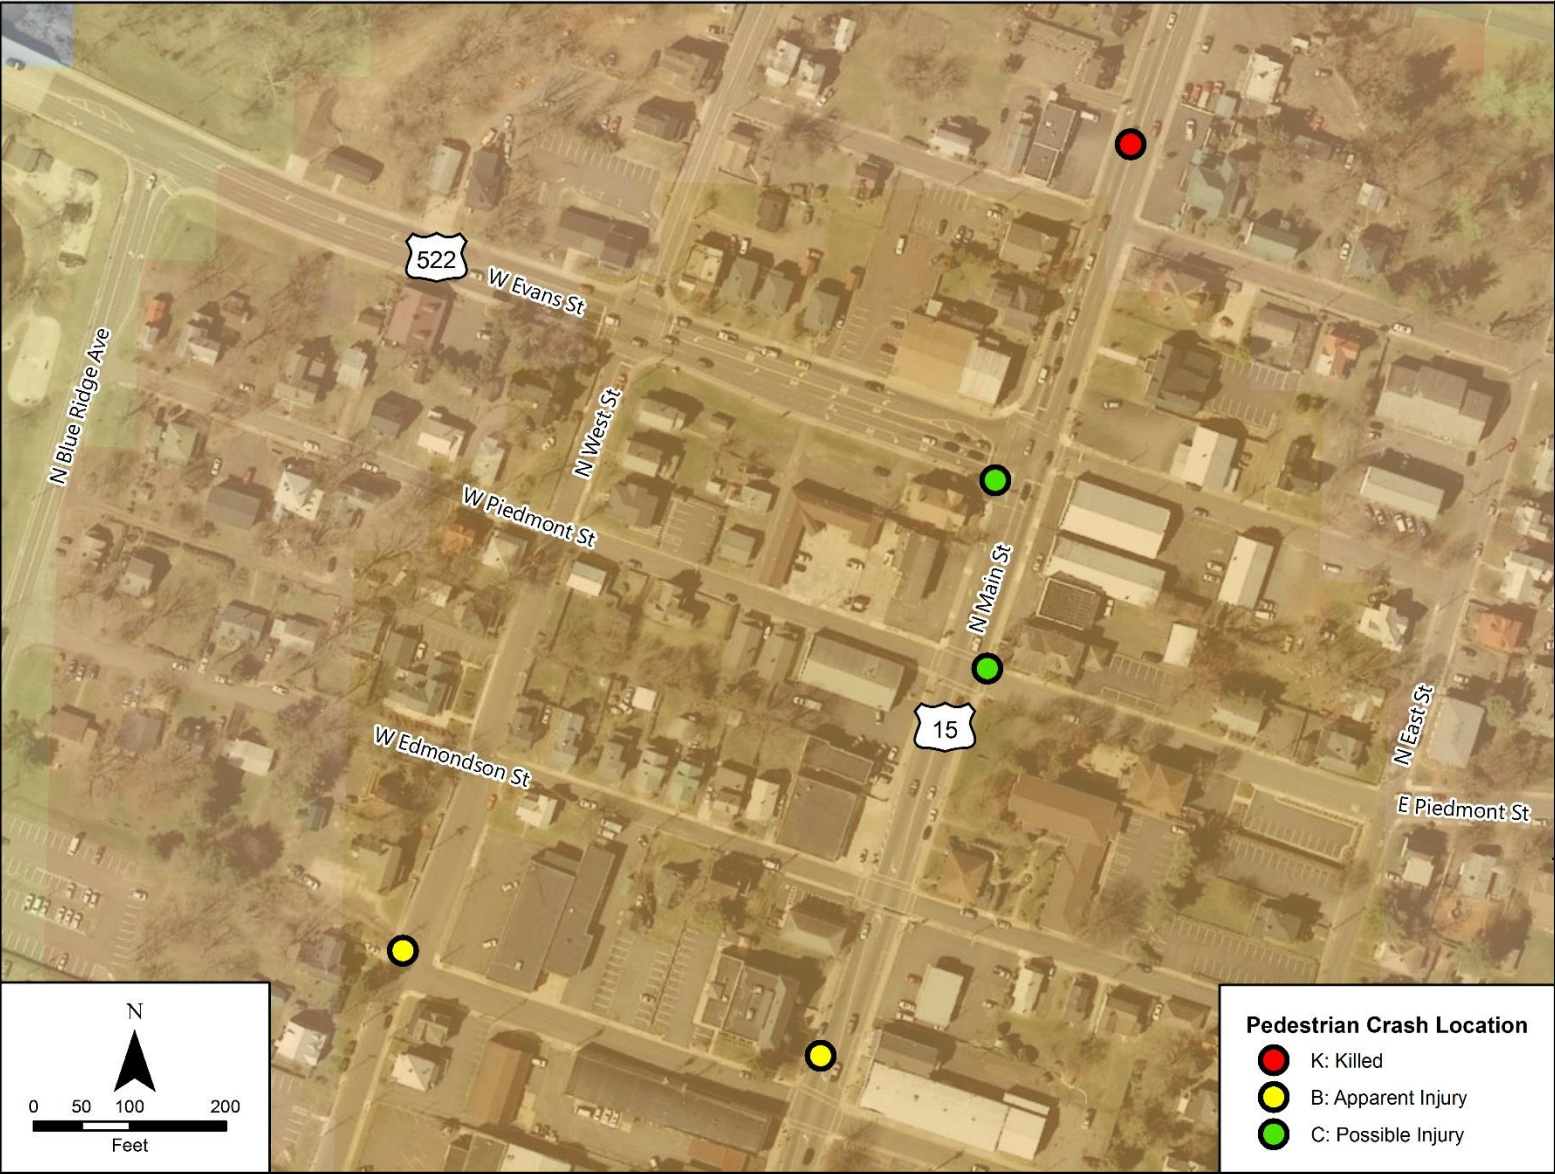 522
W Evans St
N Blue Ridge Ave
N West St
W Piedmont St
N Main St
15
N East St
W Edmondson St
E Piedmont St
N
0 50 100 200
Feet
Pedestrian Crash Location
K: Killed
B: Apparent Injury
C: Possible Injury